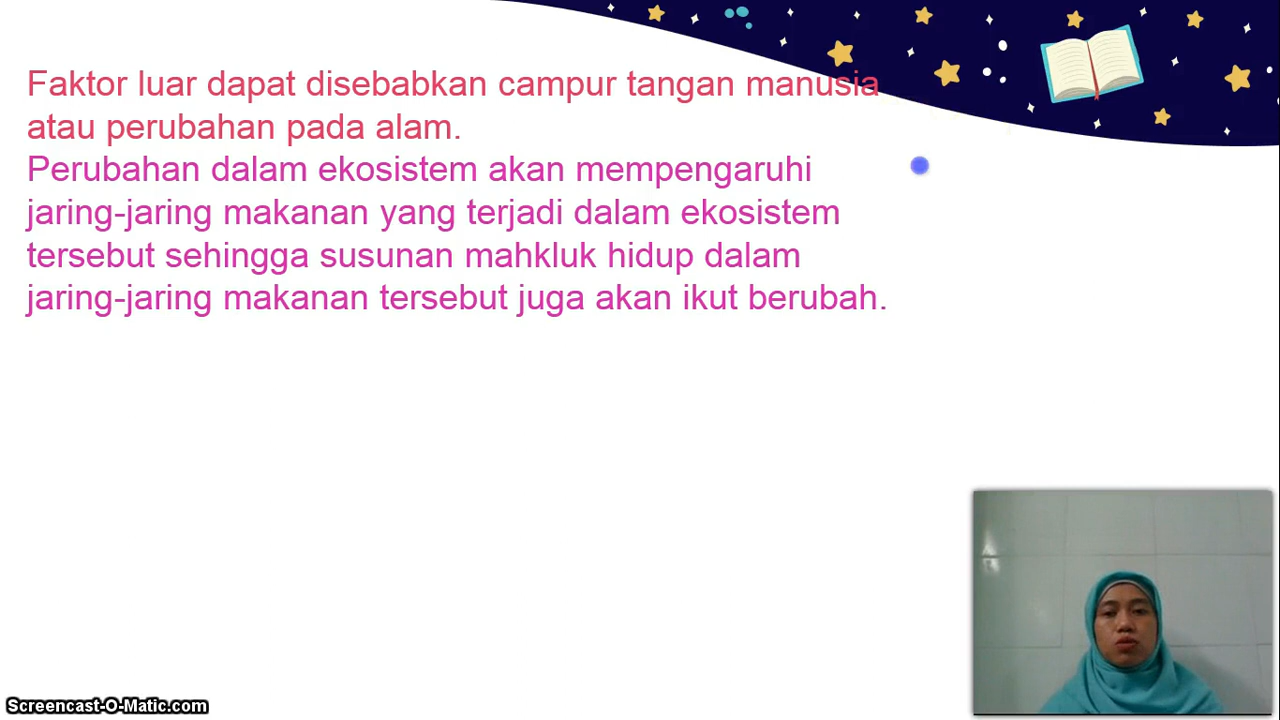 Faktor luar dapat disebabkan campur tangan manusia
atau perubahan pada alam.
Perubahan dalam ekosistem akan mempengaruhi
jaring-jaring makanan yang terjadi dalam ekosistem
tersebut sehingga susunan mahkluk hidup dalam
jaring-jaring makanan tersebut juga akan ikut berubah.
Screencast-O-Matic.com